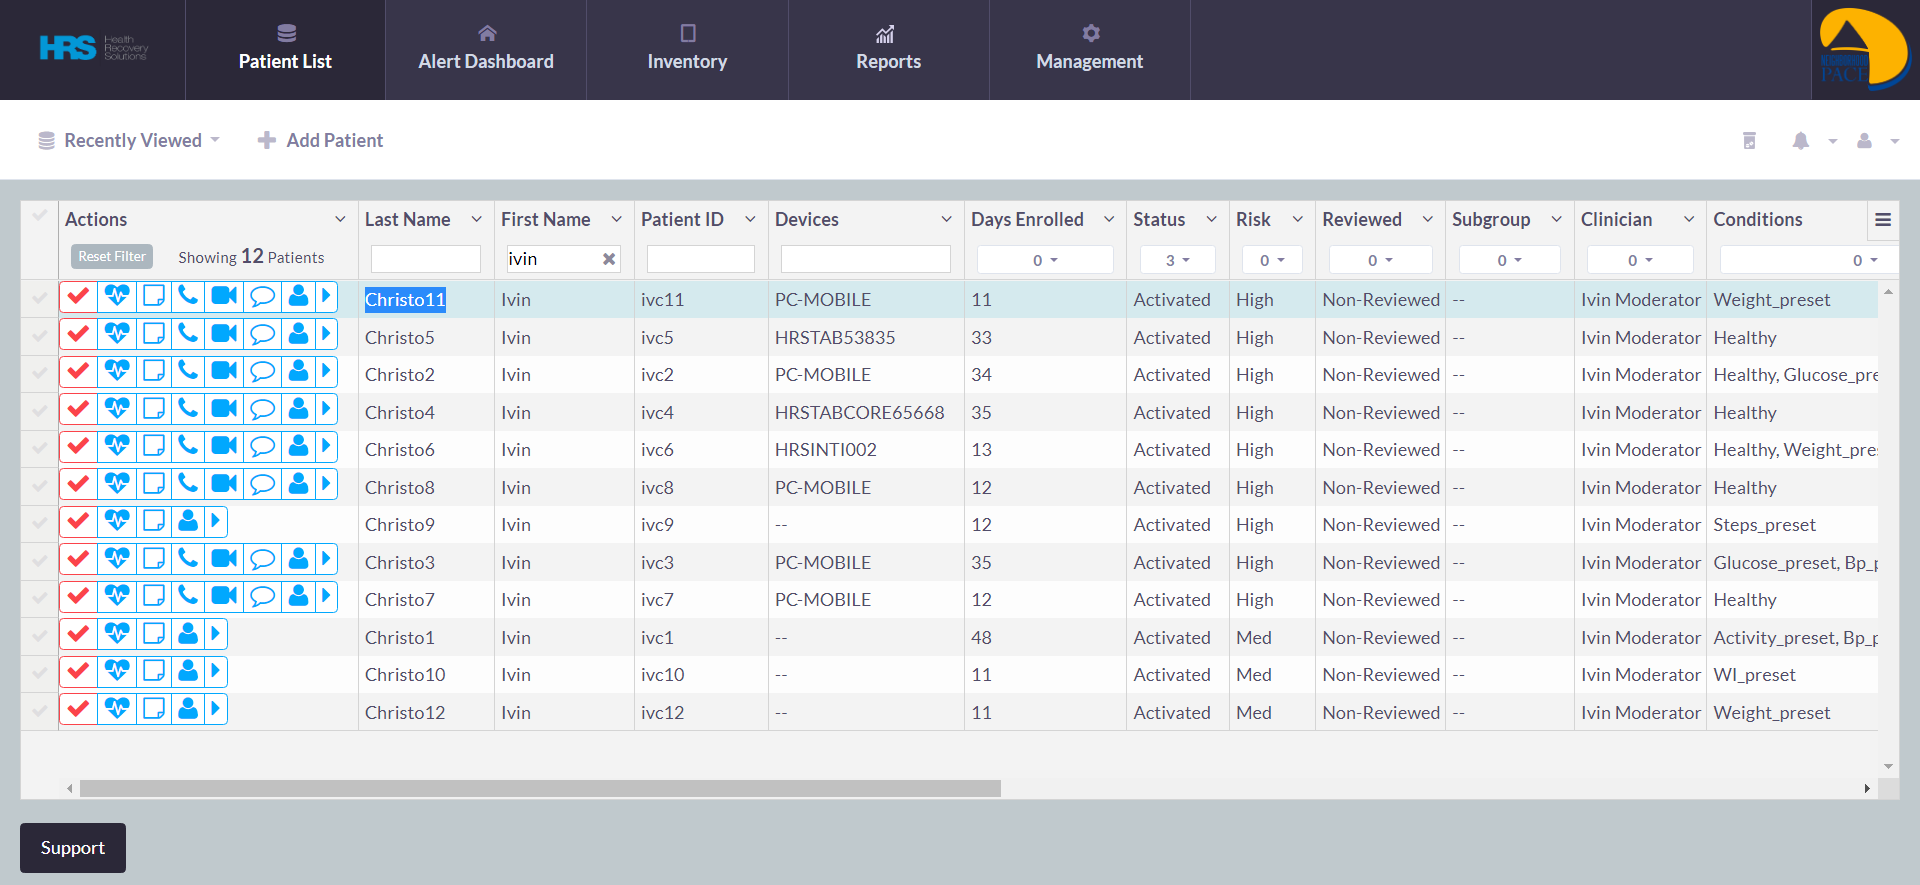 HRS Health Recovery Solutions
Patient List Alert Dashboard Inventory Reports Management
PACE
Recently Viewed Add Patient
Actions Last Name First Name Patient ID Devices Days Enrolled Status Risk Reviewed Subgroup Clinician Conditions
Reset Filter Showing 12 Patients ivin 0 3 0 0 0 0 0
Christo11 Ivin ivc11 PC-MOBILE 11 Activated High Non-Reviewed -- Ivin Moderator Weight_preset
Christo5 Ivin ivc5 HRSTAB53835 33 Activated High Non-Reviewed -- Ivin Moderator Healthy
Christo2 Ivin ivc2 PC-MOBILE 34 Activated High Non-Reviewed -- Ivin Moderator Healthy, Glucose_pre
Christo4 Ivin ivc4 HRSTABCORE65668 35 Activated High Non-Reviewed -- Ivin Moderator Healthy
Christo6 Ivin ivc6 HRSINTI002 13 Activated High Non-Reviewed -- Ivin Moderator Healthy, Weight_pre
Christo8 Ivin ivc8 PC-MOBILE 12 Activated High Non-Reviewed -- Ivin Moderator Healthy
Christo9 Ivin ivc9 -- 12 Activated High Non-Reviewed -- Ivin Moderator Steps_preset
Christo3 Ivin ivc3 PC-MOBILE 35 Activated High Non-Reviewed -- Ivin Moderator Glucose_preset, Bp_p
Christo7 Ivin ivc7 PC-MOBILE 12 Activated High Non-Reviewed -- Ivin Moderator Healthy
Christo1 Ivin ivc1 -- 48 Activated Med Non-Reviewed -- Ivin Moderator Activity_preset, Bp_p
Christo10 Ivin ivc10 -- 11 Activated Med Non-Reviewed -- Ivin Moderator WI_preset
Christo12 Ivin ivc12 -- 11 Activated Med Non-Reviewed -- Ivin Moderator Weight_preset
Support